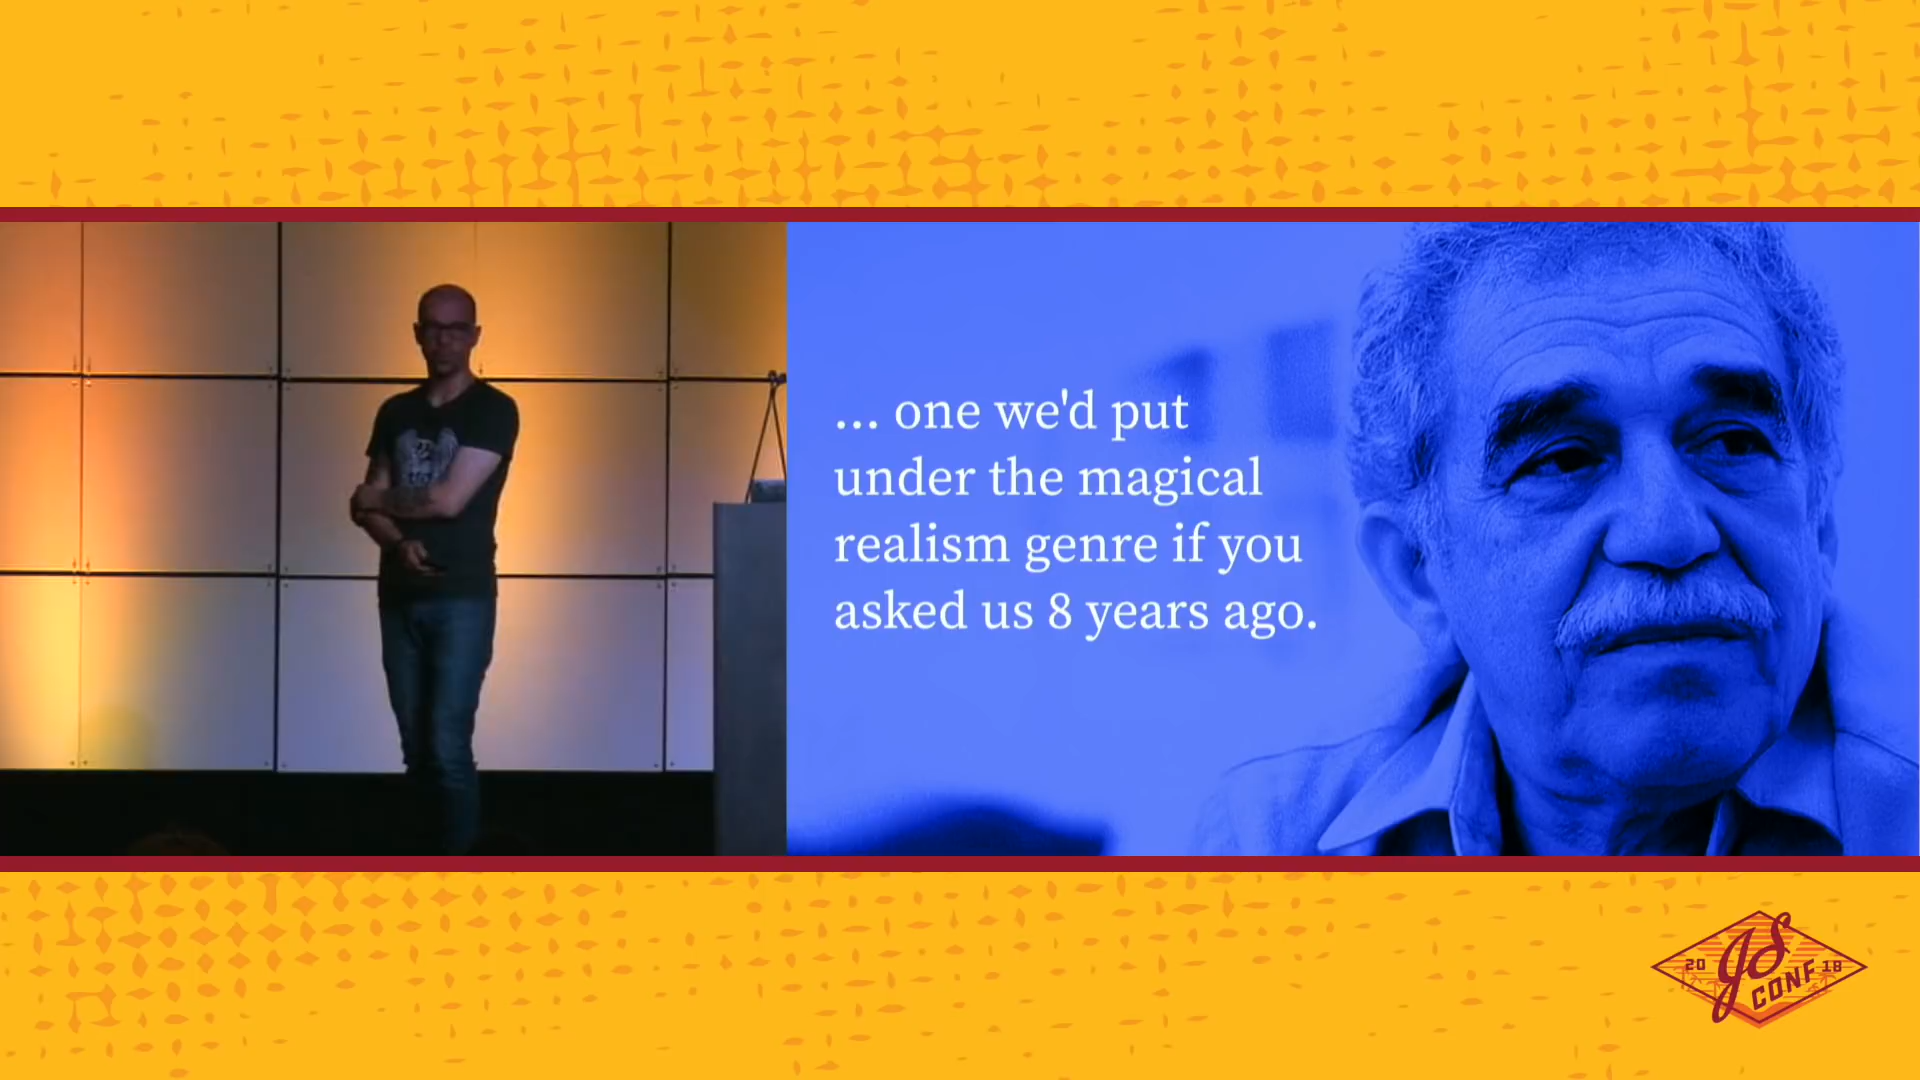 ... one we'd put
under the magical
realism genre if you
asked us 8 years ago.
20 JS 18
CONF